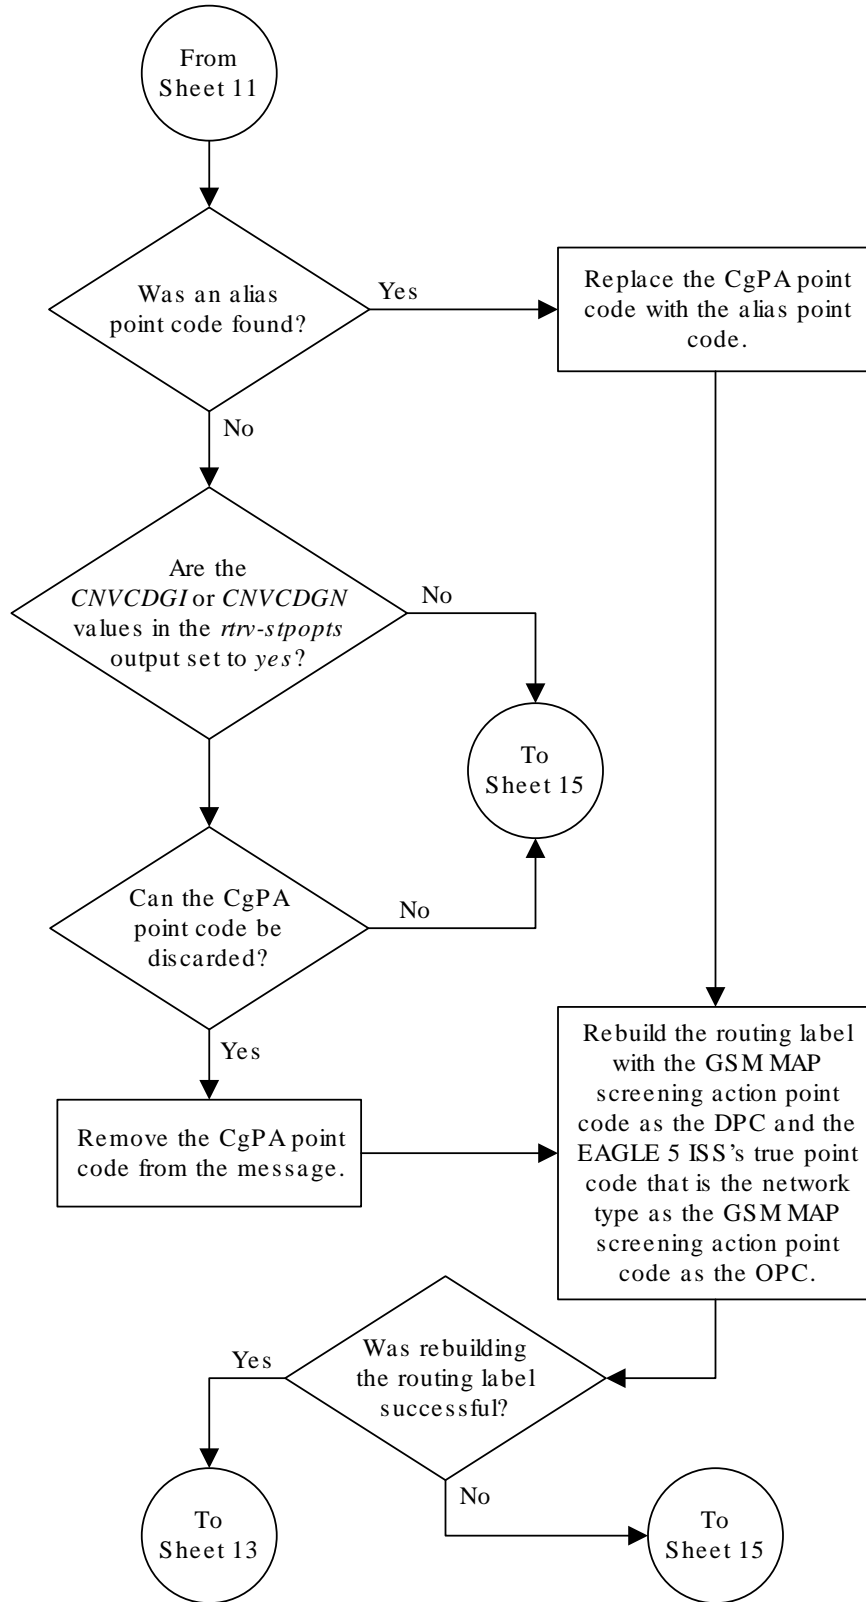 From
Sheet 11
Was an alias
point code found?
Yes
Replace the CgPA point
code with the alias point
code.
No
Are the
CNVCDGI or CNVCDGN
values in the rtrv-stpopts
output set to yes?
No
To
Sheet 15
Can the CgPA
point code be
discarded?
No
Yes
Remove the CgPA point
code from the message.
Rebuild the routing label
with the GSM MAP
screening action point
code as the DPC and the
EAGLE 5 ISS’s true point
code that is the network
type as the GSM MAP
screening action point
code as the OPC.
Was rebuilding
the routing label
successful?
Yes
No
To
Sheet 13
To
Sheet 15